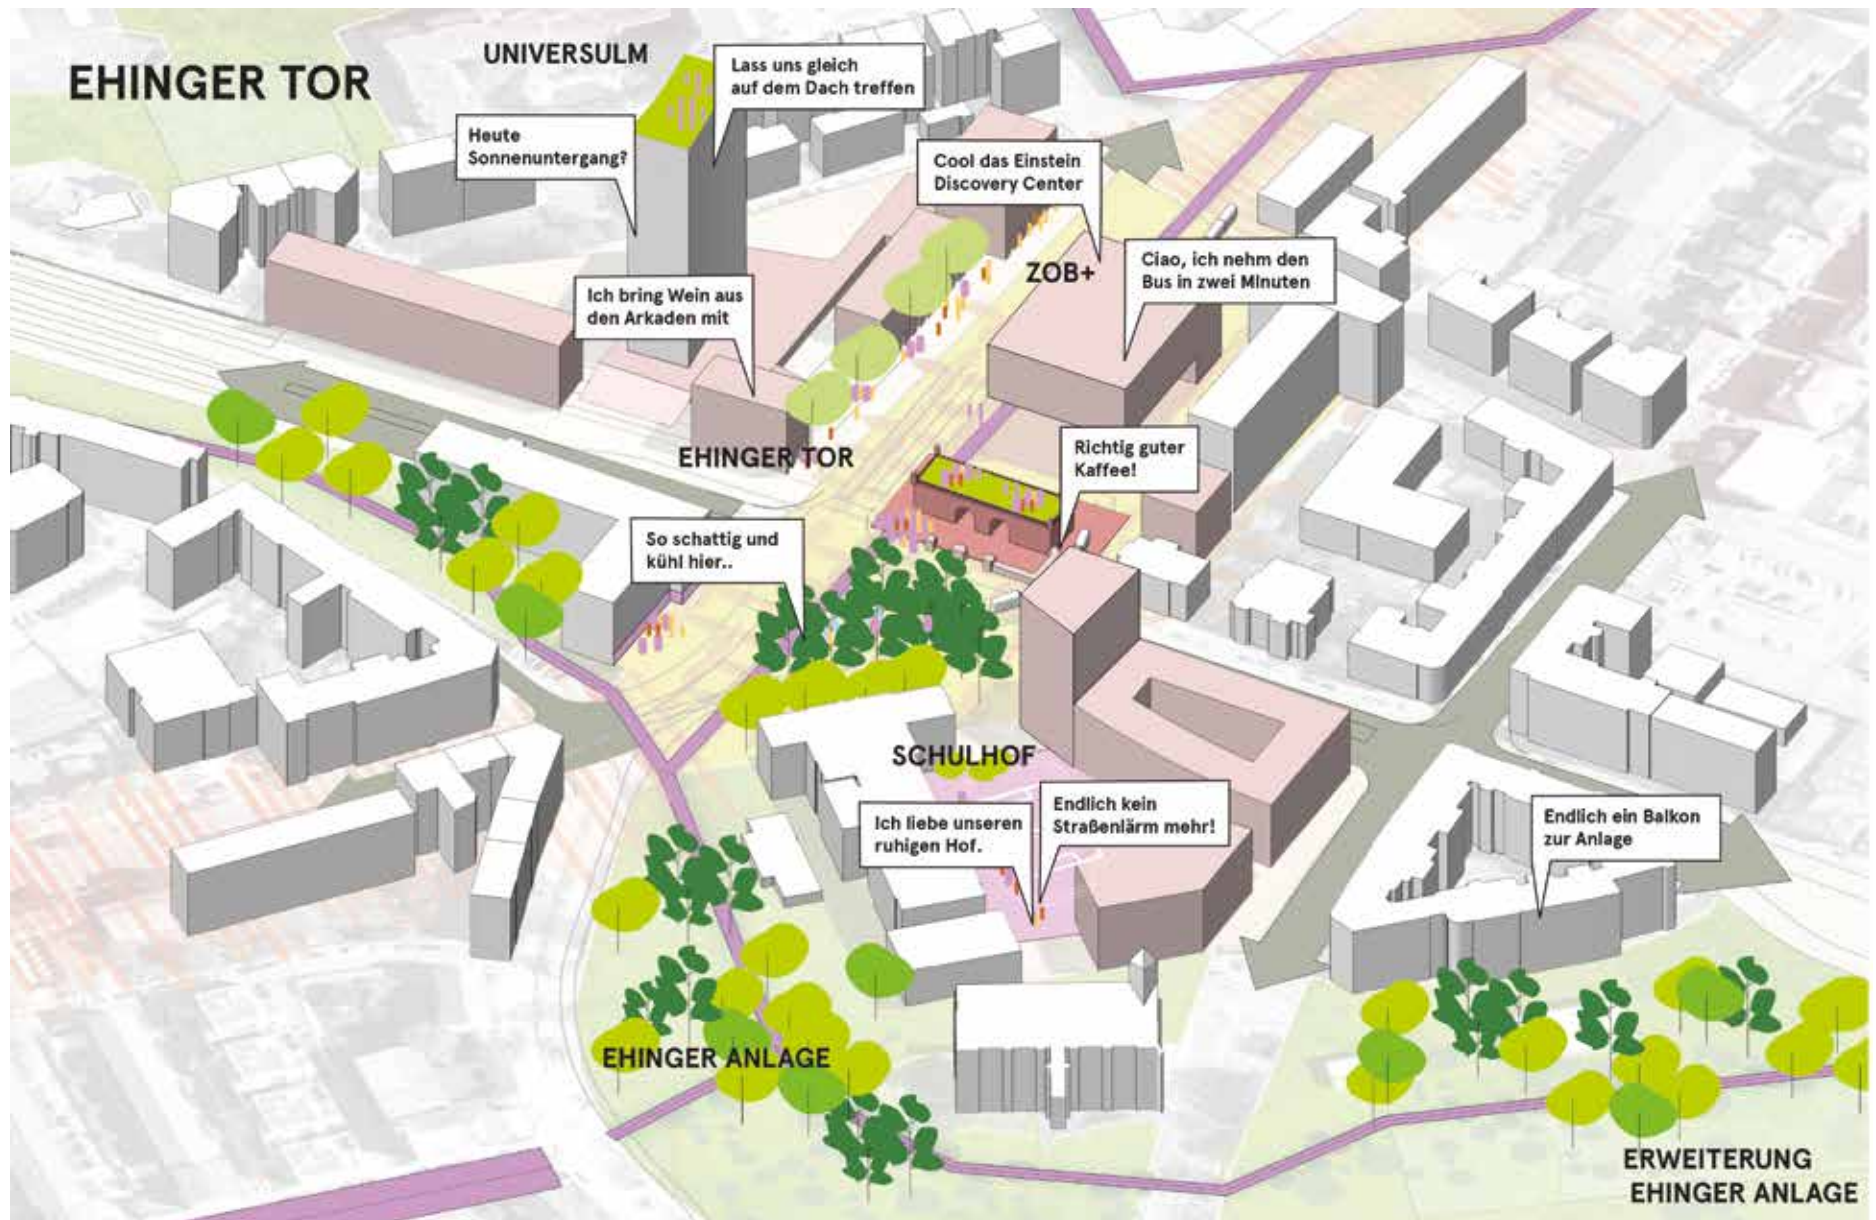 EHINGER TOR
UNIVERSULM
Lass uns gleich
auf dem Dach treffen
Heute
Sonnenuntergang?
Cool das Einstein
Discovery Center
ZOB+
Ciao, ich nehm den
Bus in zwei Minuten
Ich bring Wein aus
den Arkaden mit
EHINGER TOR
Richtig guter
Kaffee!
So schattig und
kühl hier..
SCHULHOF
Ich liebe unseren
ruhigen Hof.
Endlich kein
Straßenlärm mehr!
Endlich ein Balkon
zur Anlage
EHINGER ANLAGE
ERWEITERUNG
EHINGER ANLAGE